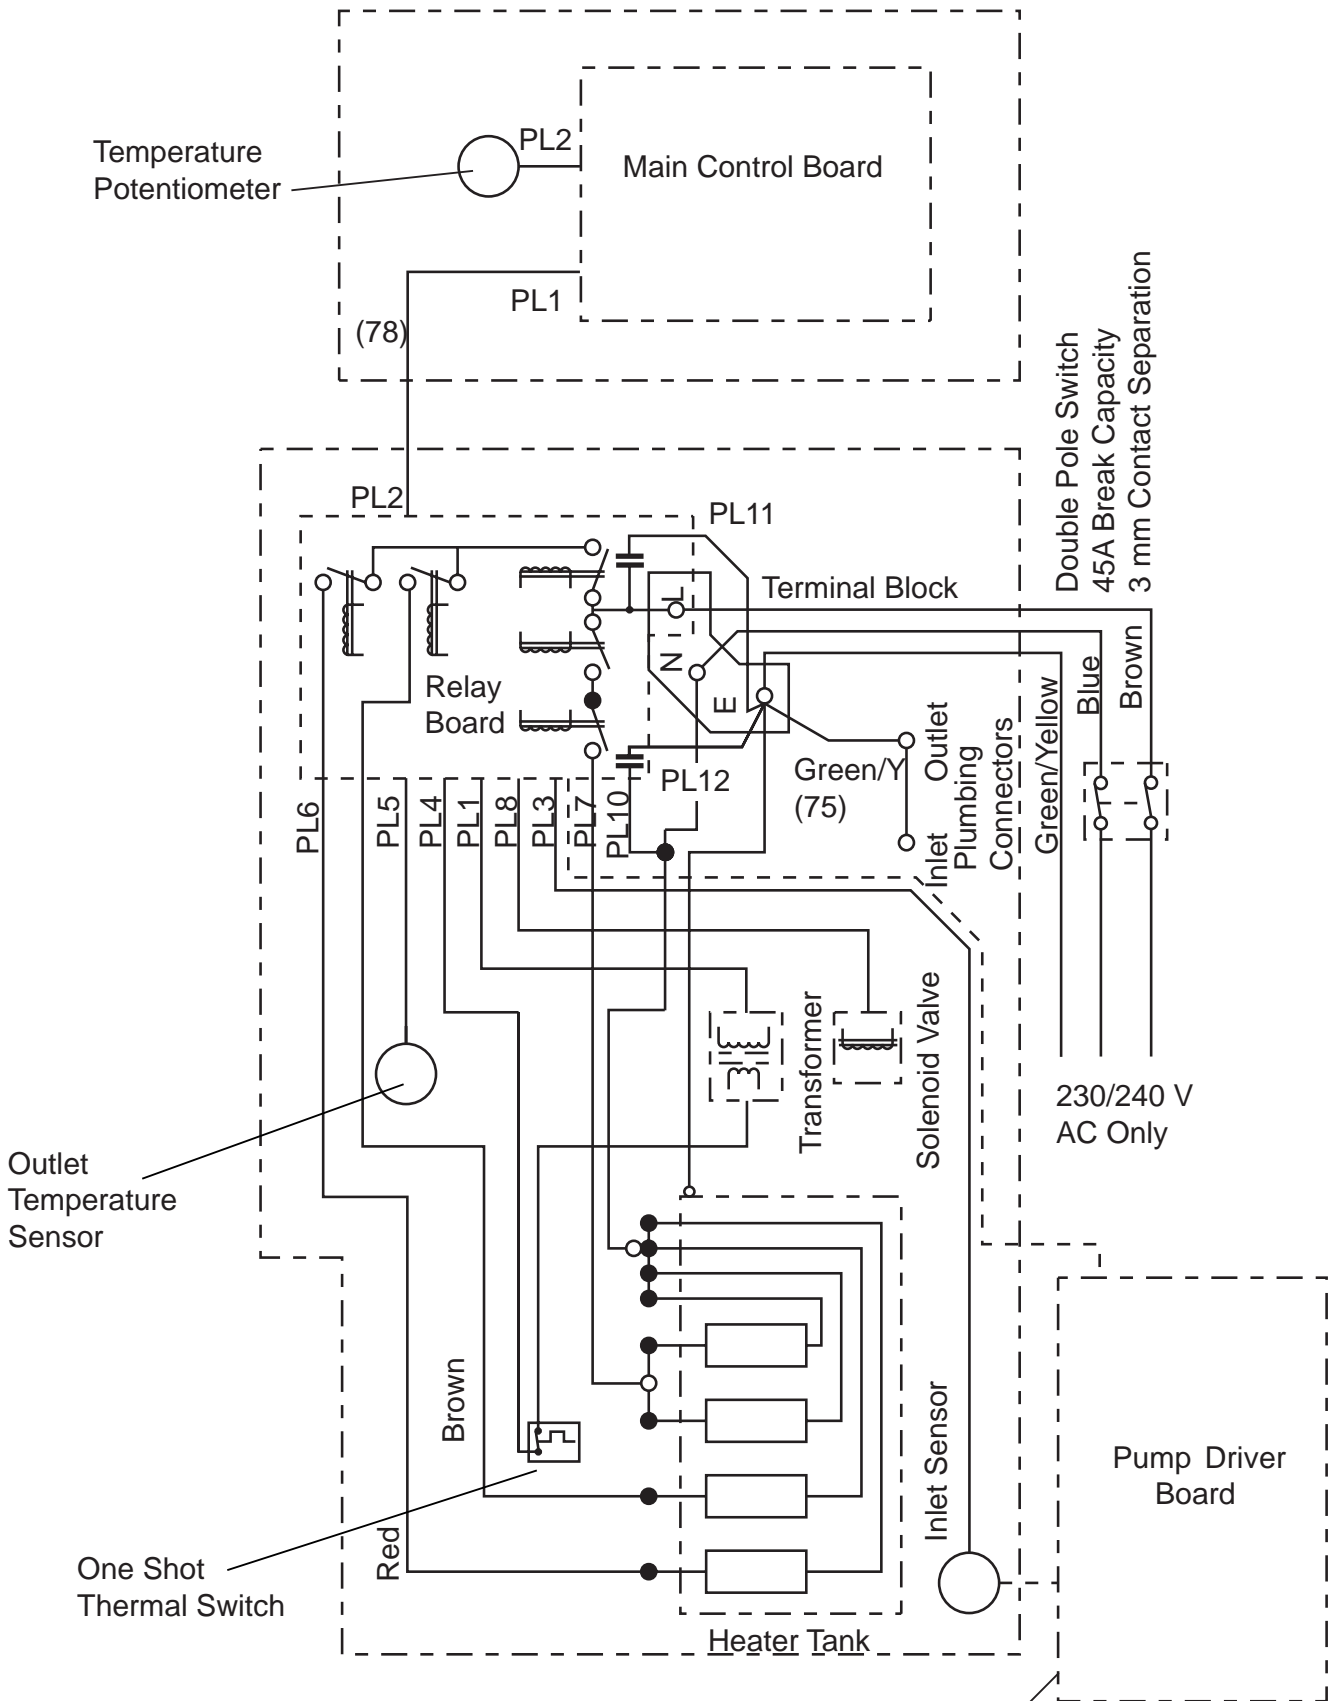 Temperature
Potentiometer
PL2
Main Control Board
PL1
(78)
Double Pole Switch
45A Break Capacity
3 mm Contact Separation
PL2
PL11
Terminal Block
L
N
E
Relay
Board
Blue
Brown
Green/Yellow
PL12
Green/Y
(75)
Outlet
Inlet
Plumbing
Connectors
PL6
PL5
PL4
PL1
PL8
PL3
PL7
PL10
Transformer
Solenoid Valve
230/240 V
AC Only
Outlet
Temperature
Sensor
Brown
Red
Inlet Sensor
Pump Driver
Board
One Shot
Thermal Switch
Heater Tank